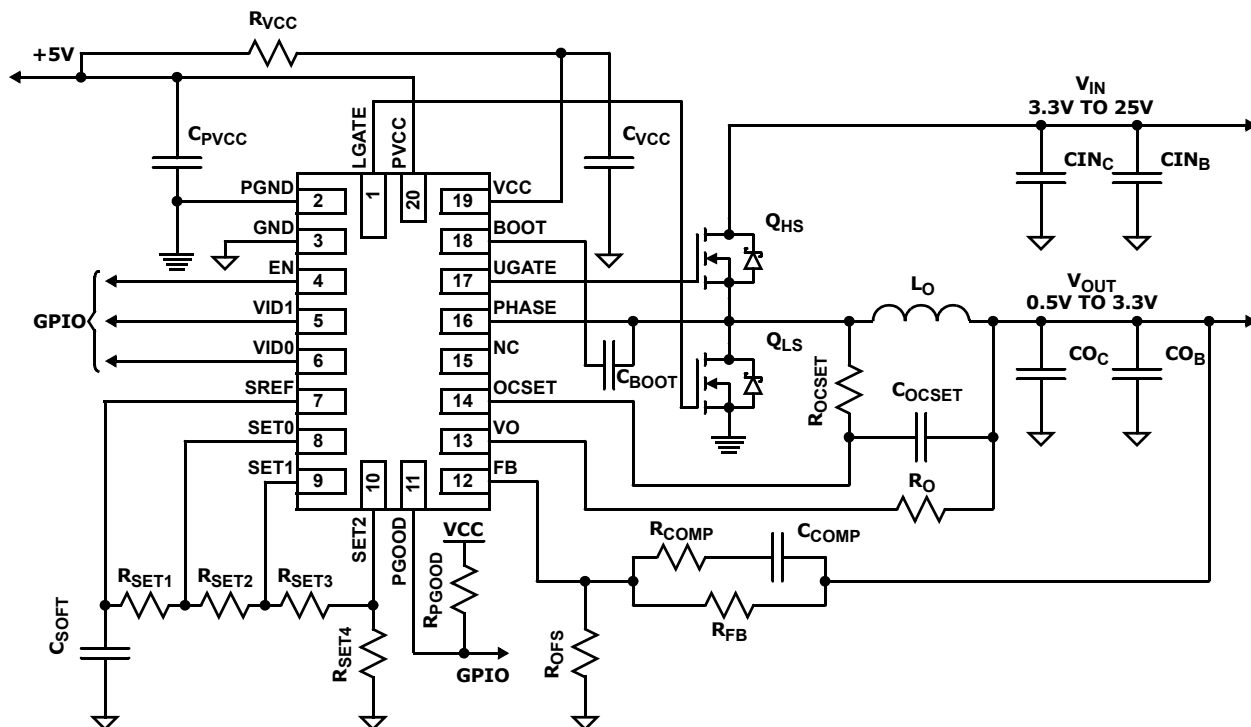 RVCC
+5V
VIN
3.3V TO 25V
CPVCC
LGATE
PVCC
CVCC
CINC
CINB
PGND
2
1
20
19
VCC
GND
3
18
BOOT
QHS
EN
4
17
UGATE
VOUT
0.5V TO 3.3V
LO
GPIO
VID1
5
16
PHASE
QLS
VID0
6
15
NC
CBOOT
COC
COB
SREF
7
14
OCSET
ROCSET
COCSET
SET0
8
13
VO
SET1
9
10
11
12
FB
RO
SET2
PGOOD
VCC
RCOMP
CCOMP
RSET1
RSET2
RSET3
RPGOOD
RFB
CSOFT
RSET4
GPIO
ROFS